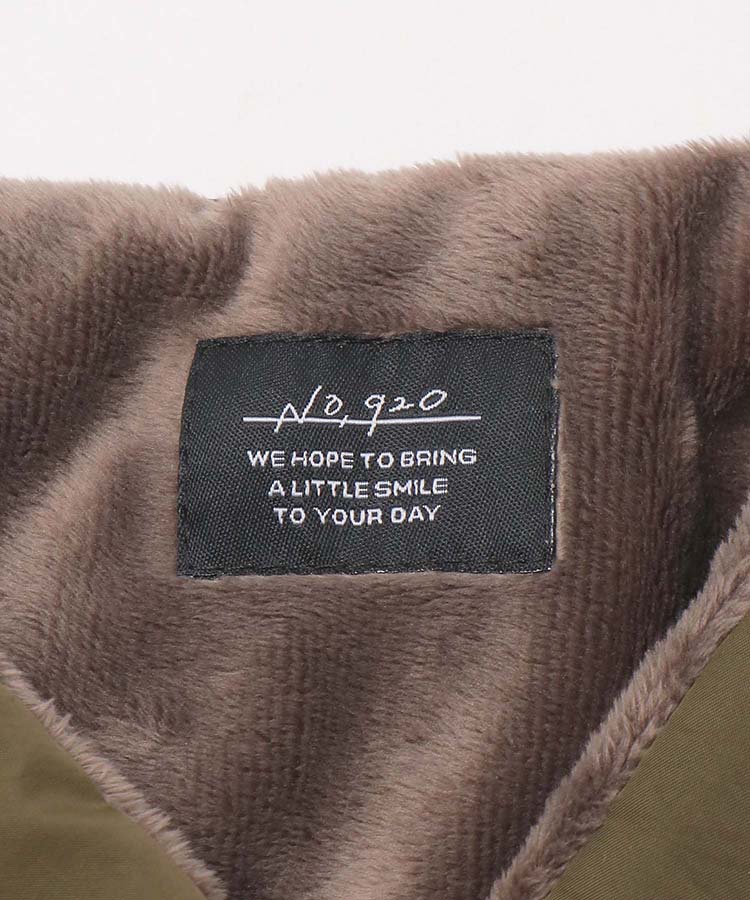 No,920
WE HOPE TO BRING
A LITTLE SMILE
TO YOUR DAY